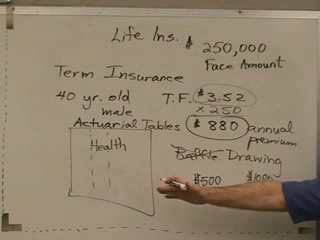 Life Ins. $ 250,000
Face Amount
Term Insurance
40 yr. old T.F. $3.52
male × 250
Actuarial Tables $880 annual
premium
Health
Raffle Drawing
$500 $1000